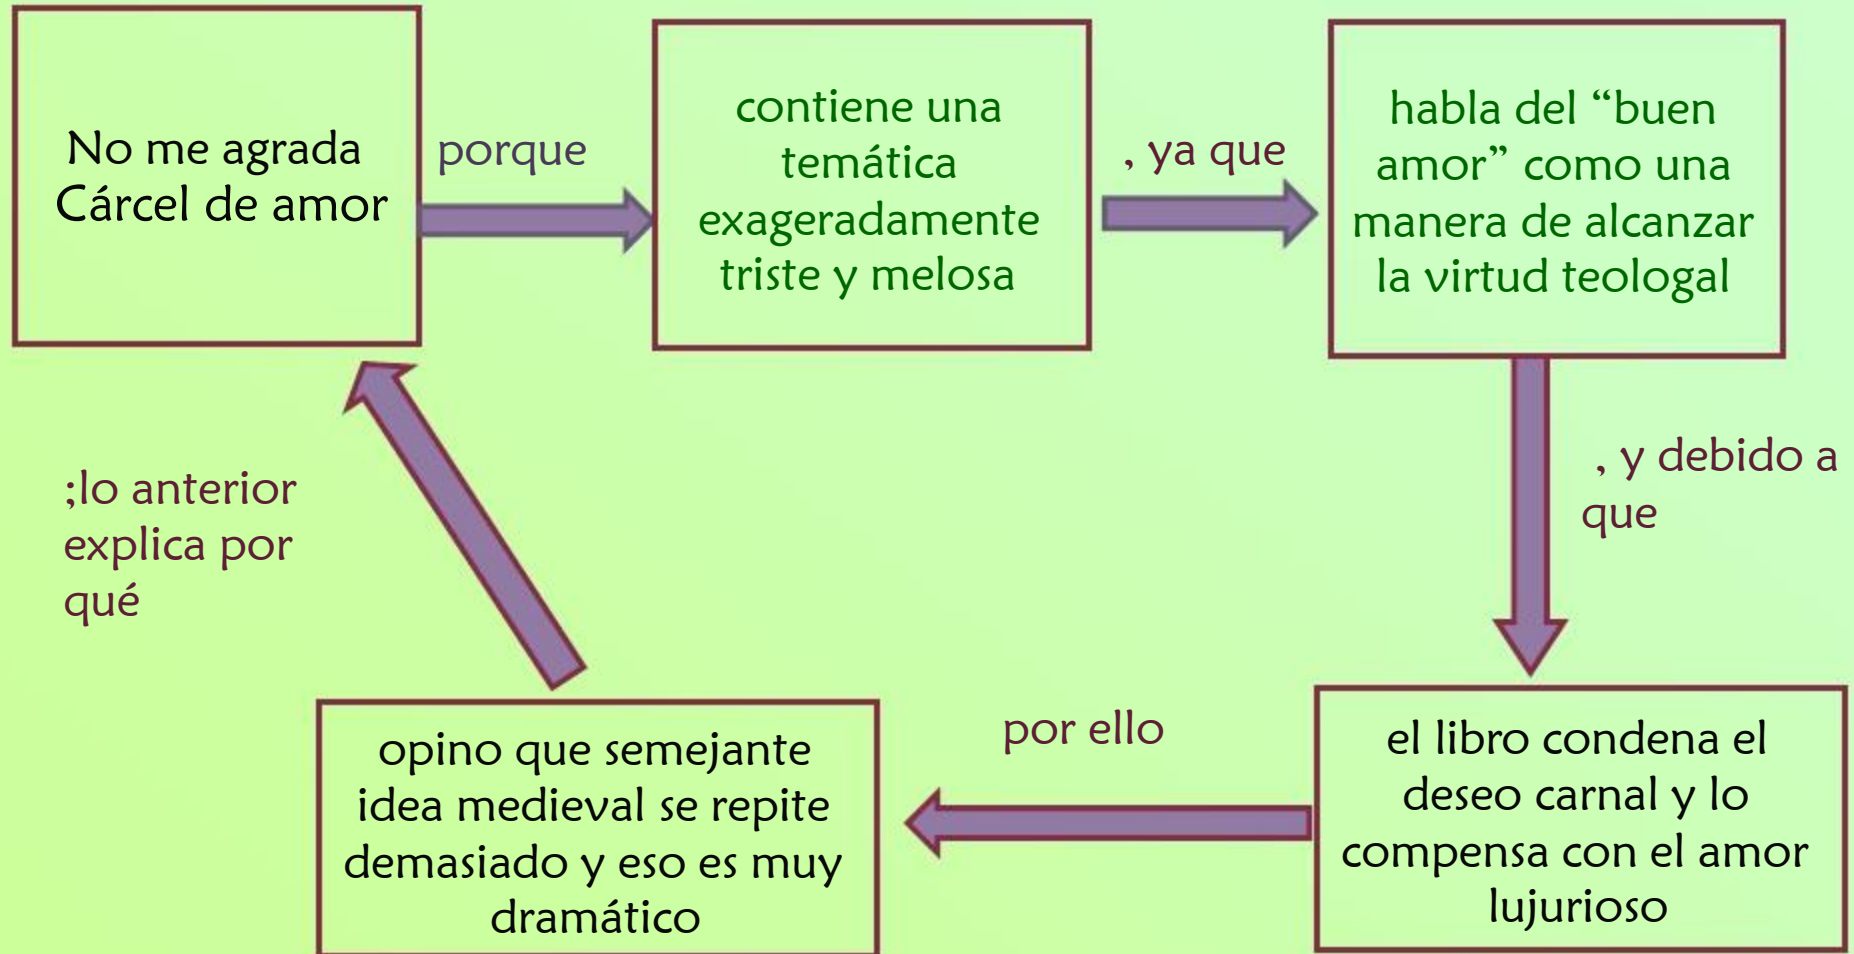 No me agrada
Cárcel de amor
porque
contiene una
temática
exageradamente
triste y melosa
, ya que
habla del “buen
amor” como una
manera de alcanzar
la virtud teologal
, y debido a
que
el libro condena el
deseo carnal y lo
compensa con el amor
lujurioso
por ello
opino que semejante
idea medieval se repite
demasiado y eso es muy
dramático
;lo anterior
explica por
qué